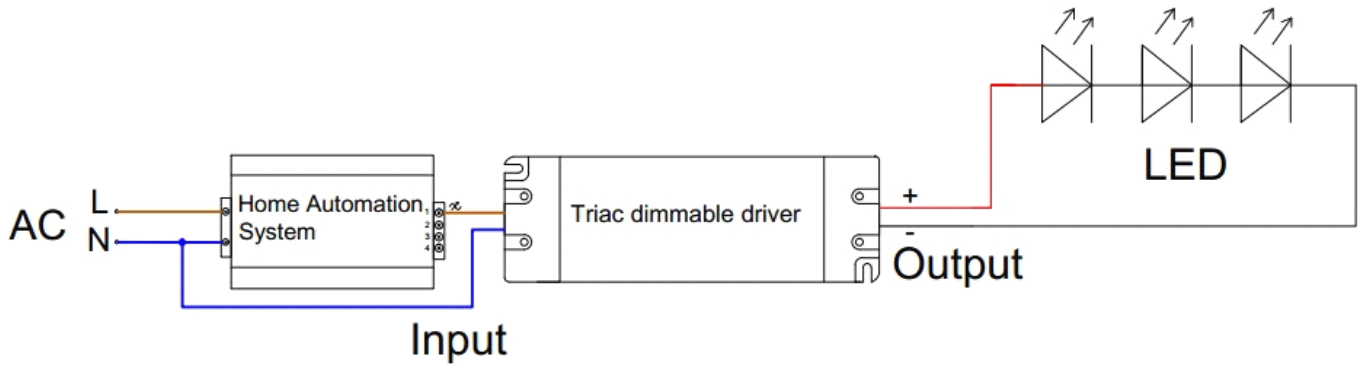 AC
L
N
Home Automation
System
1
2
3
4
Input
Triac dimmable driver
+
-
Output
LED